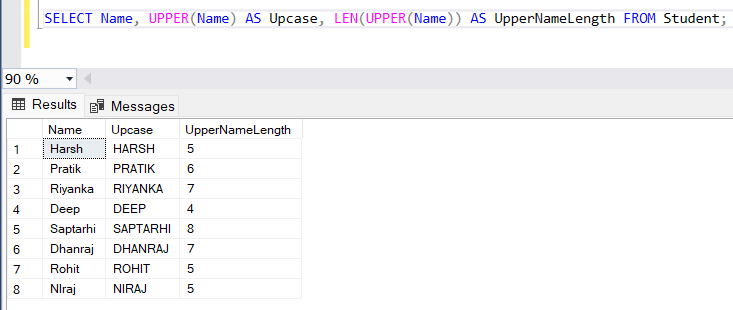 SELECT Name, UPPER(Name) AS Upcase, LEN(UPPER(Name)) AS UpperNameLength FROM Student;
90 %
Results Messages
Name Upcase UpperNameLength
1 Harsh HARSH 5
2 Pratik PRATIK 6
3 Riyanka RIYANKA 7
4 Deep DEEP 4
5 Saptarhi SAPTARHI 8
6 Dhanraj DHANRAJ 7
7 Rohit ROHIT 5
8 NIraj NIRAJ 5